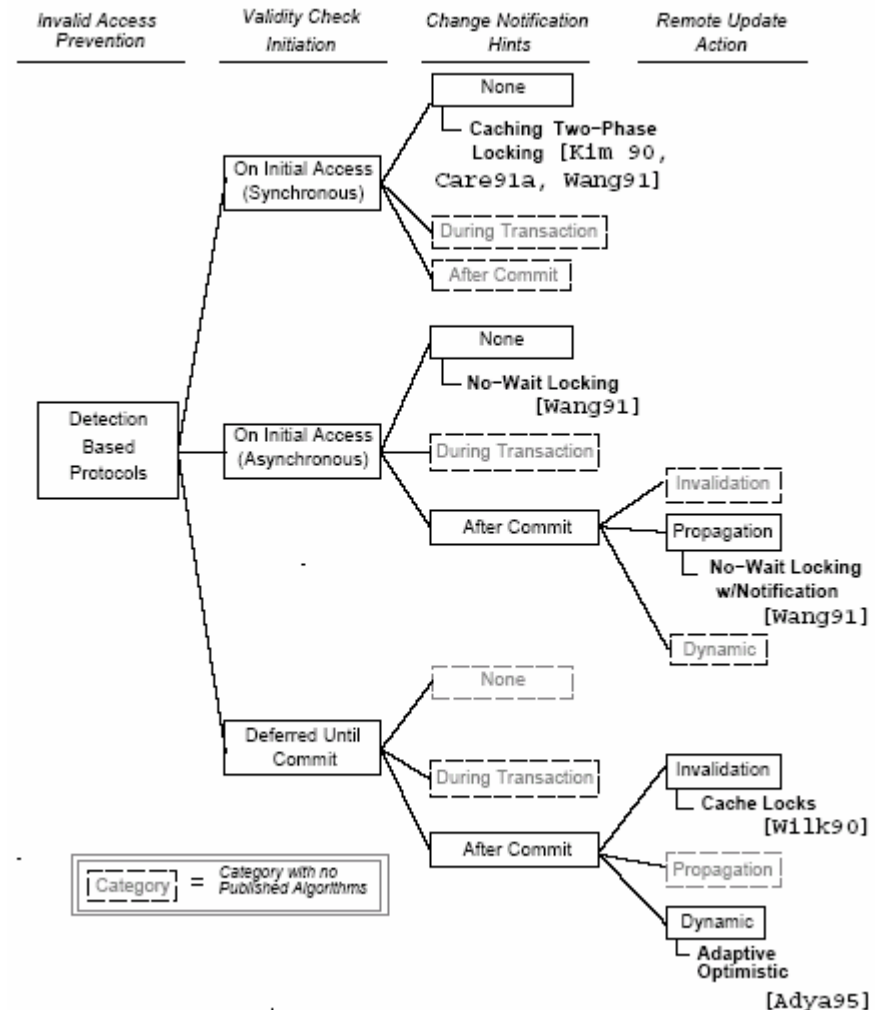 Invalid Access
Prevention
Validity Check
Initiation
Change Notification
Hints
Remote Update
Action
None
Caching Two-Phase
Locking [Kim 90,
Care91a, Wang91]
On Initial Access
(Synchronous)
During Transaction
After Commit
None
No-Wait Locking
[Wang91]
Detection
Based
Protocols
On Initial Access
(Asynchronous)
During Transaction
After Commit
Invalidation
Propagation
No-Wait Locking
w/Notification
[Wang91]
Dynamic
None
Deferred Until
Commit
During Transaction
After Commit
Invalidation
Cache Locks
[Wilk90]
Propagation
Dynamic
Adaptive
Optimistic
[Adya95]
Category = Category with no
Published Algorithms